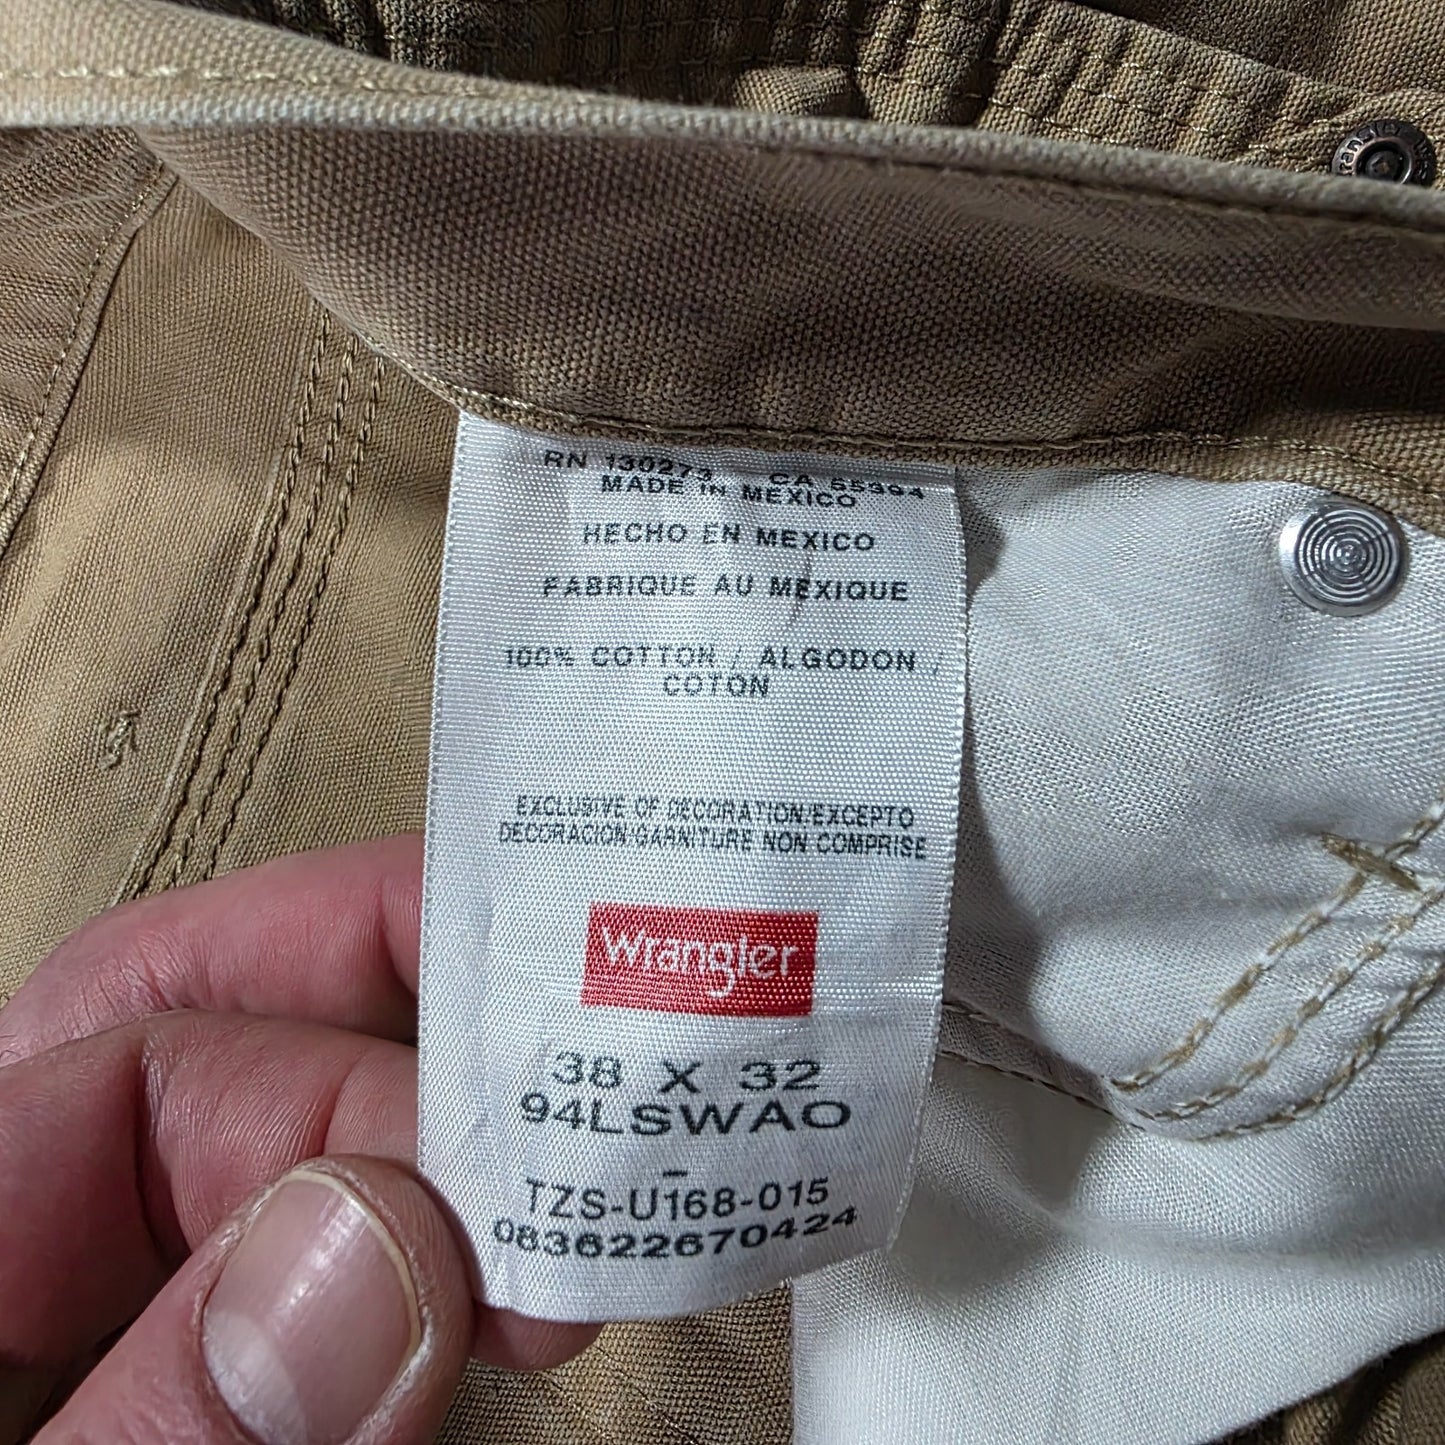 RN 130273 CA 55394
MADE IN MEXICO
HECHO EN MEXICO
FABRIQUE AU MEXIQUE
100% COTTON / ALGODON /
COTON
EXCLUSIVE OF DECORATION/EXCEPTO
DECORACION/GARNITURE NON COMPRISE
Wrangler
38 X 32
94LSWAO
-
TZS-U168-015
083622670424